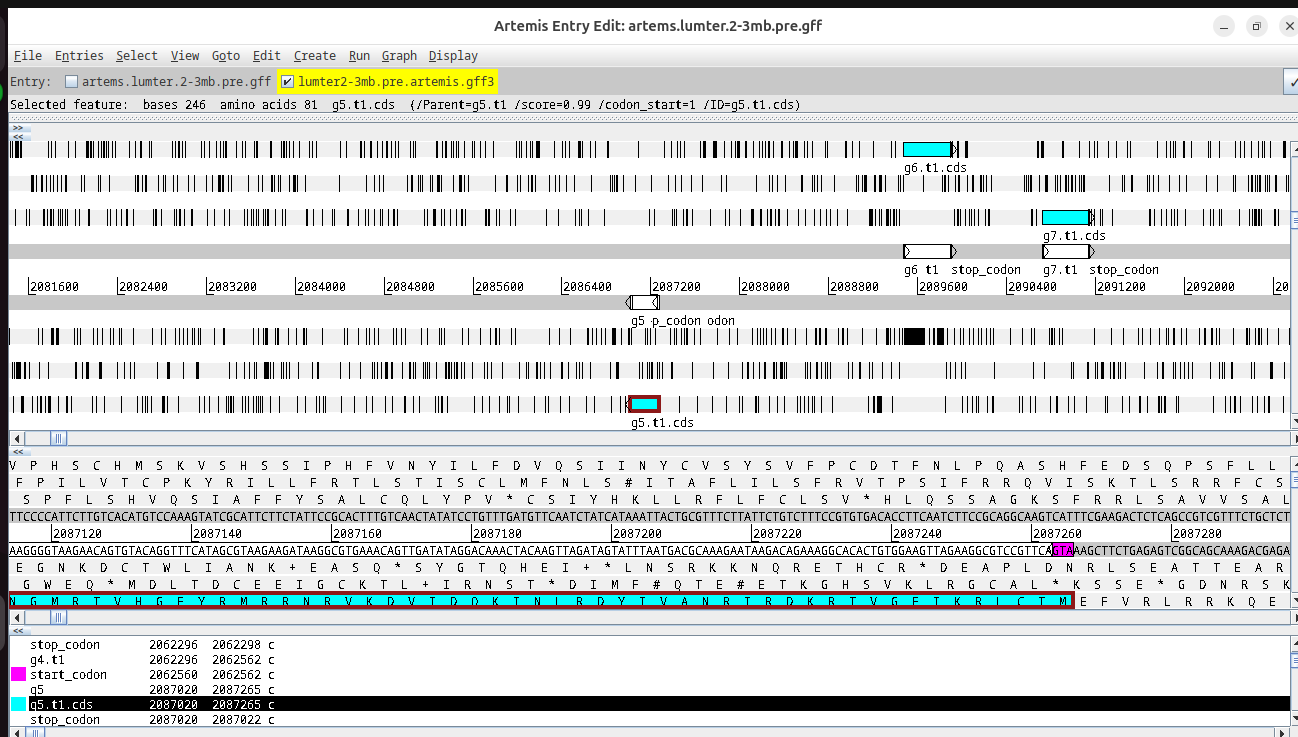 Artemis Entry Edit: artems.lumter.2-3mb.pre.gff
File Entries Select View Goto Edit Create Run Graph Display
Entry: artems.lumter.2-3mb.pre.gff lumter2-3mb.pre.artemis.gff3
Selected feature: bases 246 amino acids 81 g5.t1.cds (/Parent=g5.t1 /score=0.99 /codon_start=1 /ID=g5.t1.cds)
>>
<<
g6.t1.cds
g7.t1.cds
g6 t1 stop_codon g7.t1 stop_codon
2081600 2082400 2083200 2084000 2084800 2085600 2086400 2087200 2088000 2088800 2089600 2090400 2091200 2092000 20
g5 p_codon odon
g5.t1.cds
<<
V P H S C H M S K V S H S S I P H F V N Y I L F D V Q S I I N Y C V S Y S V F P C D T F N L P Q A S H F E D S Q P S F L L
F P I L V T C P K Y R I L L F R T L S T I S C L M F N L S # I T A F L I L S F R V T P S I F R R Q V I S K T L S R R F C S
S P F L S H V Q S I A F F Y S A L C Q L Y P V * C S I Y H K L L R F L F C L S V * H L Q S S A G K S F R R L S A V V S A L
2087120 2087140 2087160 2087180 2087200 2087220 2087240 2087260 2087280
E G N K D C T W L I A N K + E A S Q * S Y G T Q H E I + * L N S R K K N Q R E T H C R * D E A P L D N R L S E A T T E A R
G W E Q * M D L T D C E E I G C K T L + I R N S T * D I M F # Q T E # E T K G H S V K L R G C A L * K S S E * G D N R S K
N G M R T V H G F Y R M R R N R V K D V T D Q K T N L R D Y T V A N R T R D K R T V G F T K R L C T M E F V R L R R K Q E
<<
stop_codon 2062296 2062298 c
g4.t1 2062296 2062562 c
start_codon 2062560 2062562 c
g5 2087020 2087265 c
g5.t1.cds 2087020 2087265 c
stop_codon 2087020 2087022 c